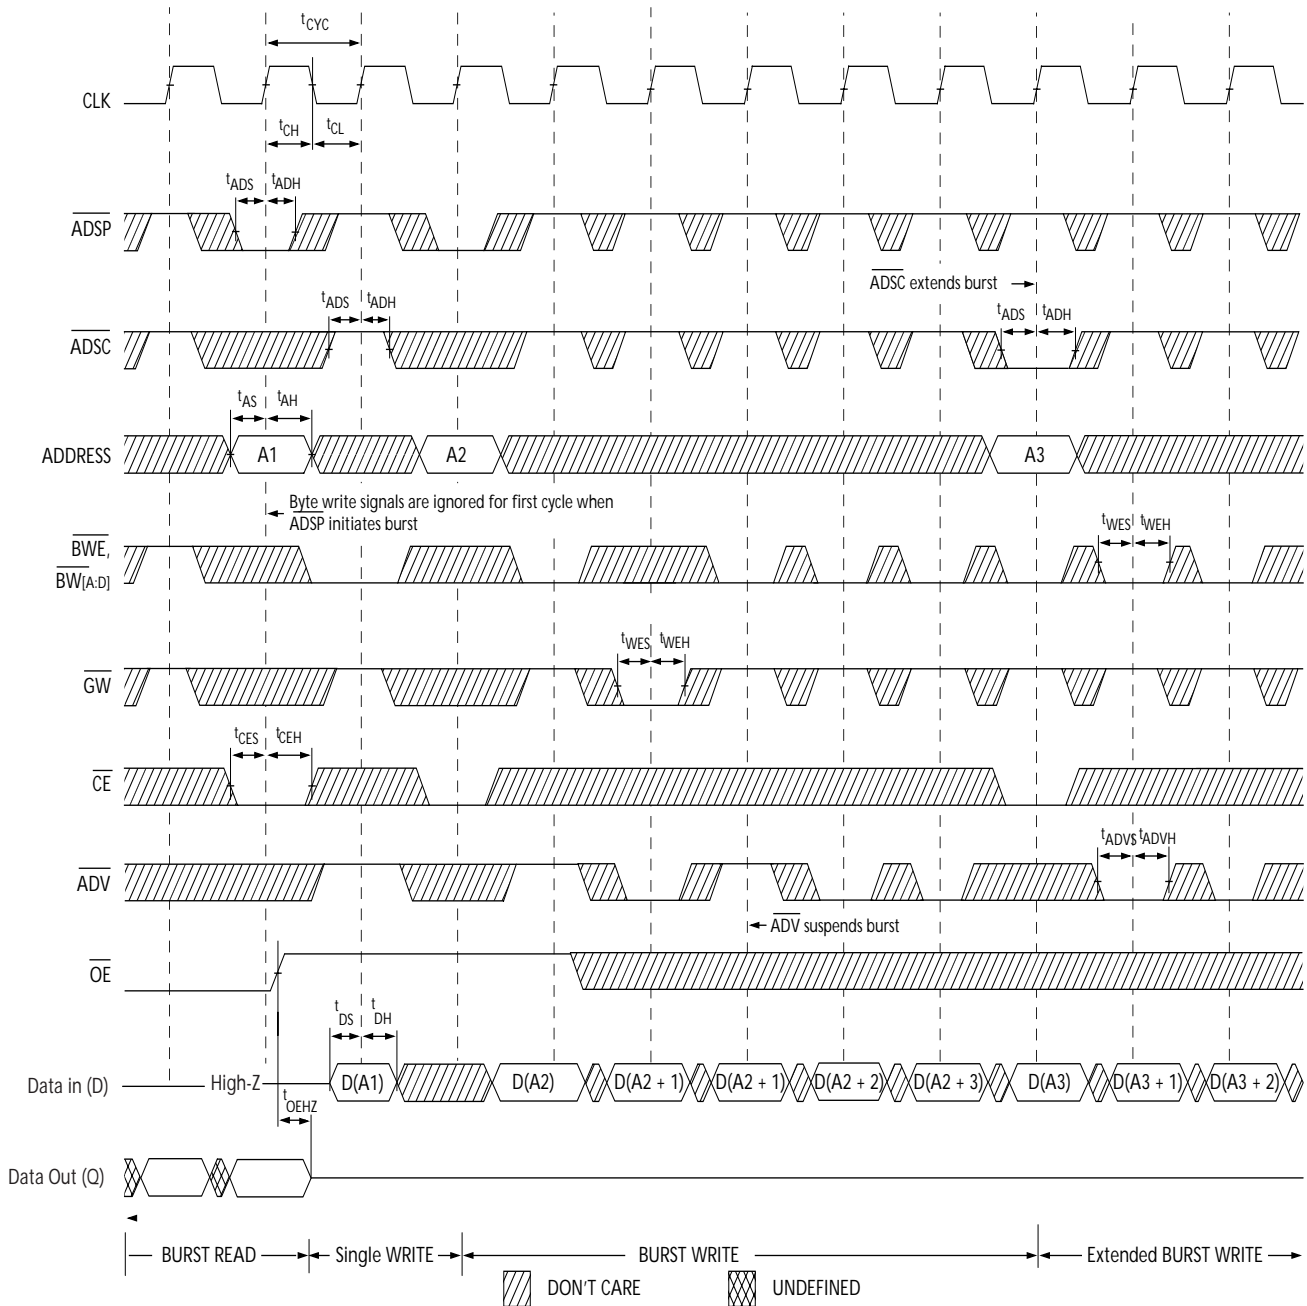 tCYC
CLK
tCH
tCL
tADS
tADH
ADSP
ADSC extends burst
tADS
tADH
tADS
tADH
ADSC
tAS
tAH
ADDRESS
A1
A2
A3
Byte write signals are ignored for first cycle when
ADSP initiates burst
BWE,
BW[A:D]
tWES
tWEH
tWES
tWEH
GW
tCES
tCEH
CE
tADVS
tADVH
ADV
ADV suspends burst
OE
tDS
tDH
Data in (D)
High-Z
D(A1)
D(A2)
D(A2 + 1)
D(A2 + 1)
D(A2 + 2)
D(A2 + 3)
D(A3)
D(A3 + 1)
D(A3 + 2)
tOEHZ
Data Out (Q)
BURST READ
Single WRITE
BURST WRITE
Extended BURST WRITE
DON'T CARE
UNDEFINED